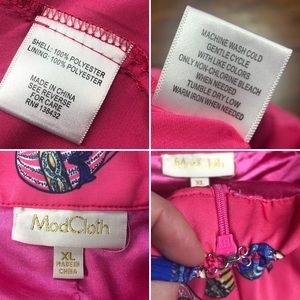 SHELL: 100% POLYESTER
LINING: 100% POLYESTER
MADE IN CHINA
SEE REVERSE
FOR CARE
RN# 138432
MACHINE WASH COLD
GENTLE CYCLE
WITH LIKE COLORS
ONLY NON-CHLORINE BLEACH
WHEN NEEDED
TUMBLE DRY LOW
WARM IRON WHEN NEEDED
ModCloth
XL
MADE IN
CHINA
XL